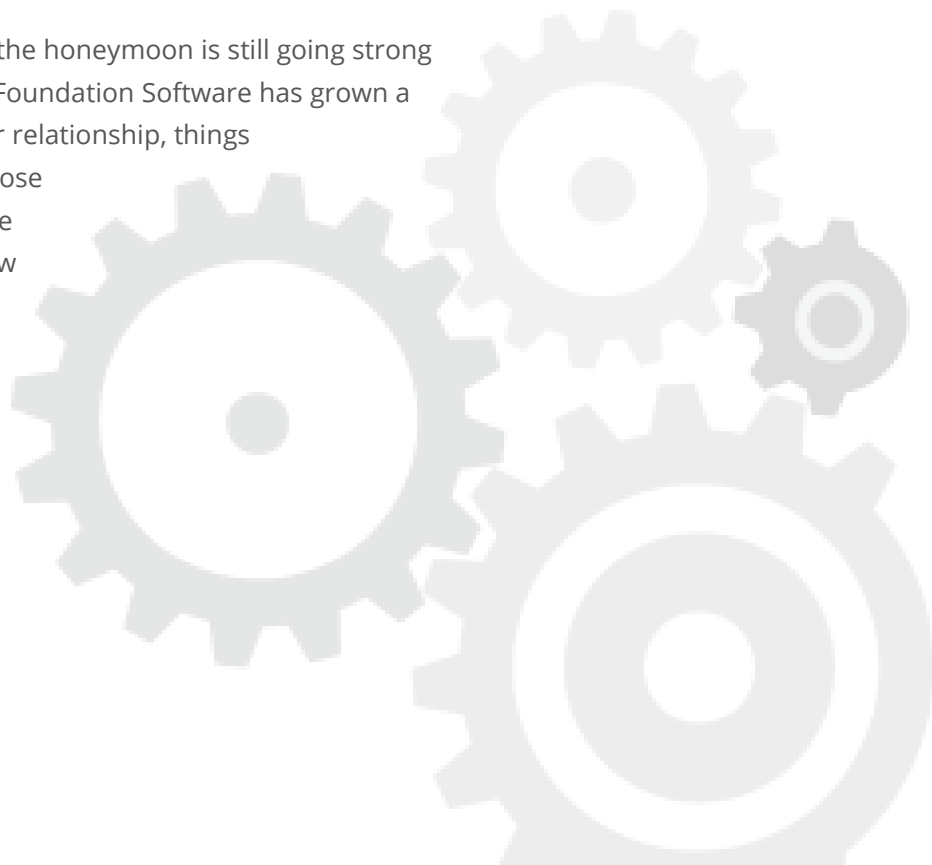 the honeymoon is still going strong
Foundation Software has grown a
r relationship, things
ose
e
w